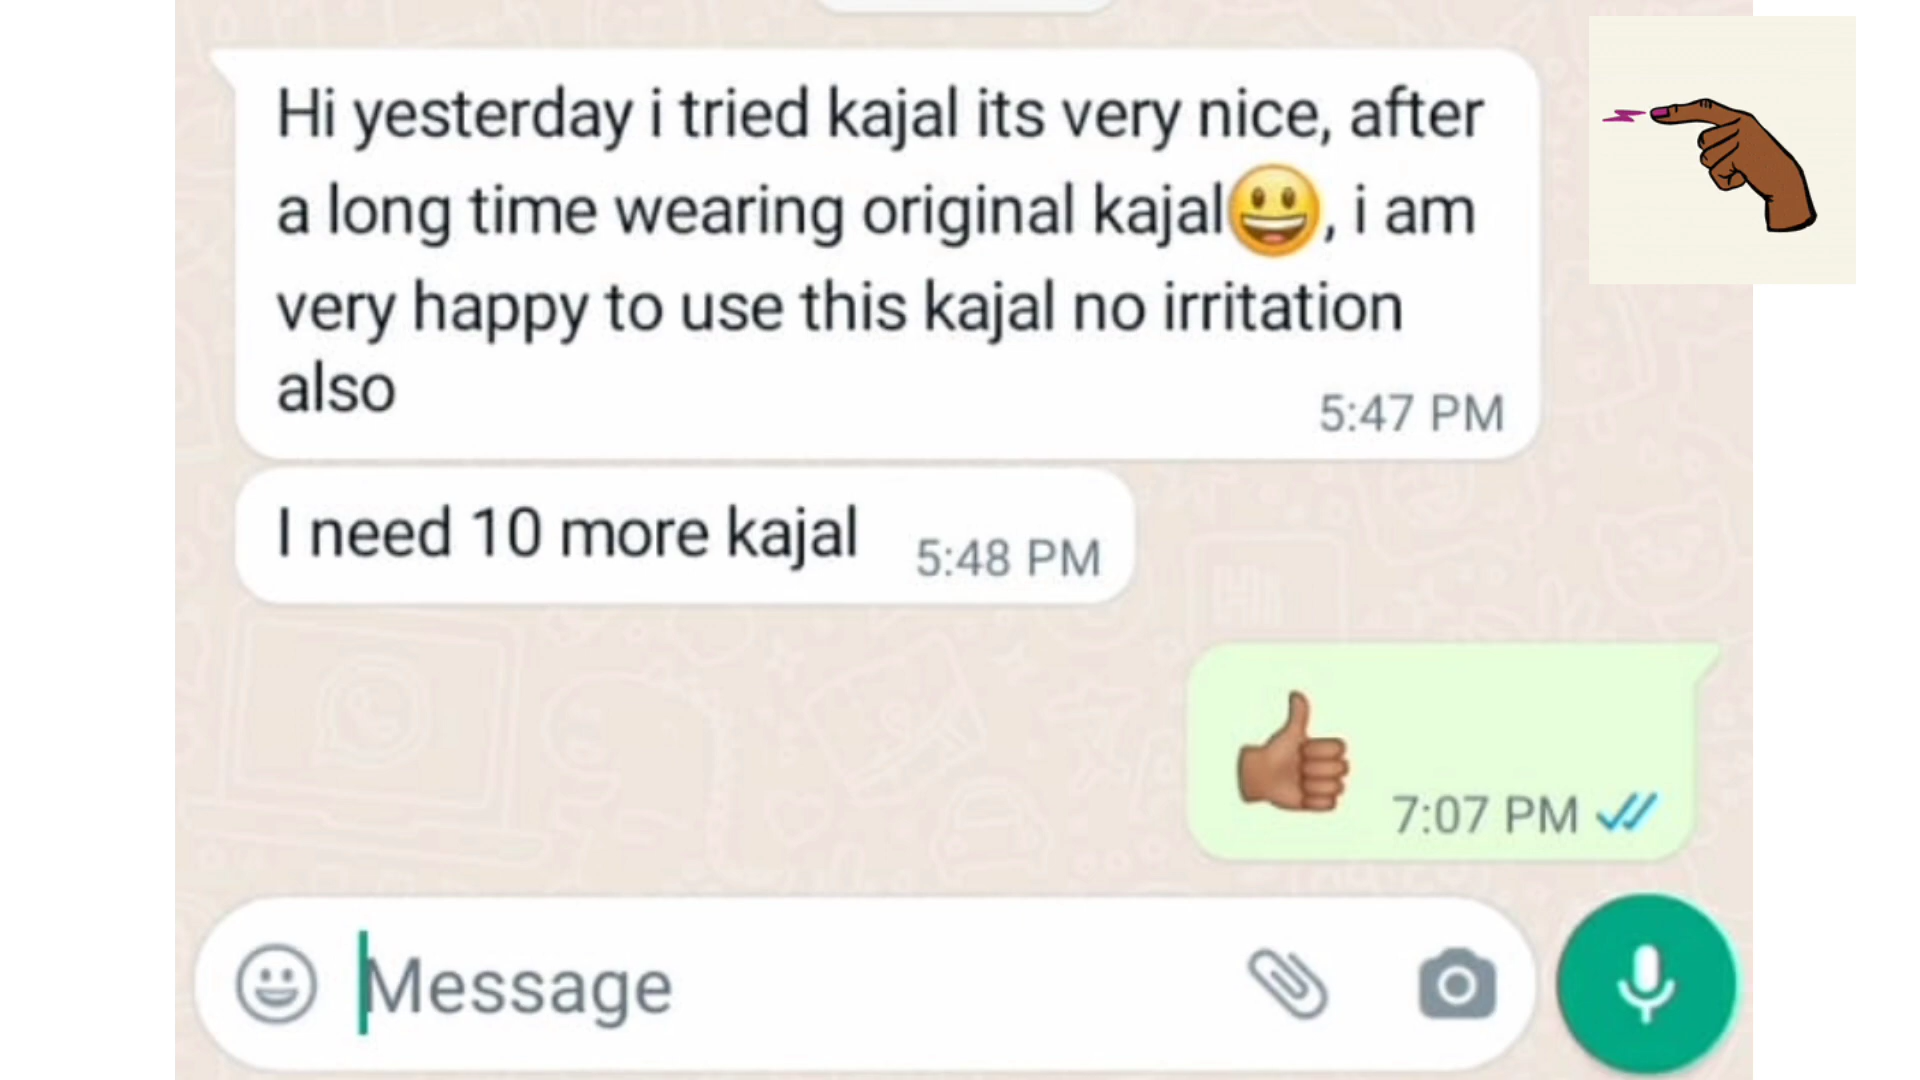 Hi yesterday i tried kajal its very nice, after
a long time wearing original kajal😃, i am
very happy to use this kajal no irritation
also
5:47 PM
I need 10 more kajal 5:48 PM
👍🏾 7:07 PM
Message